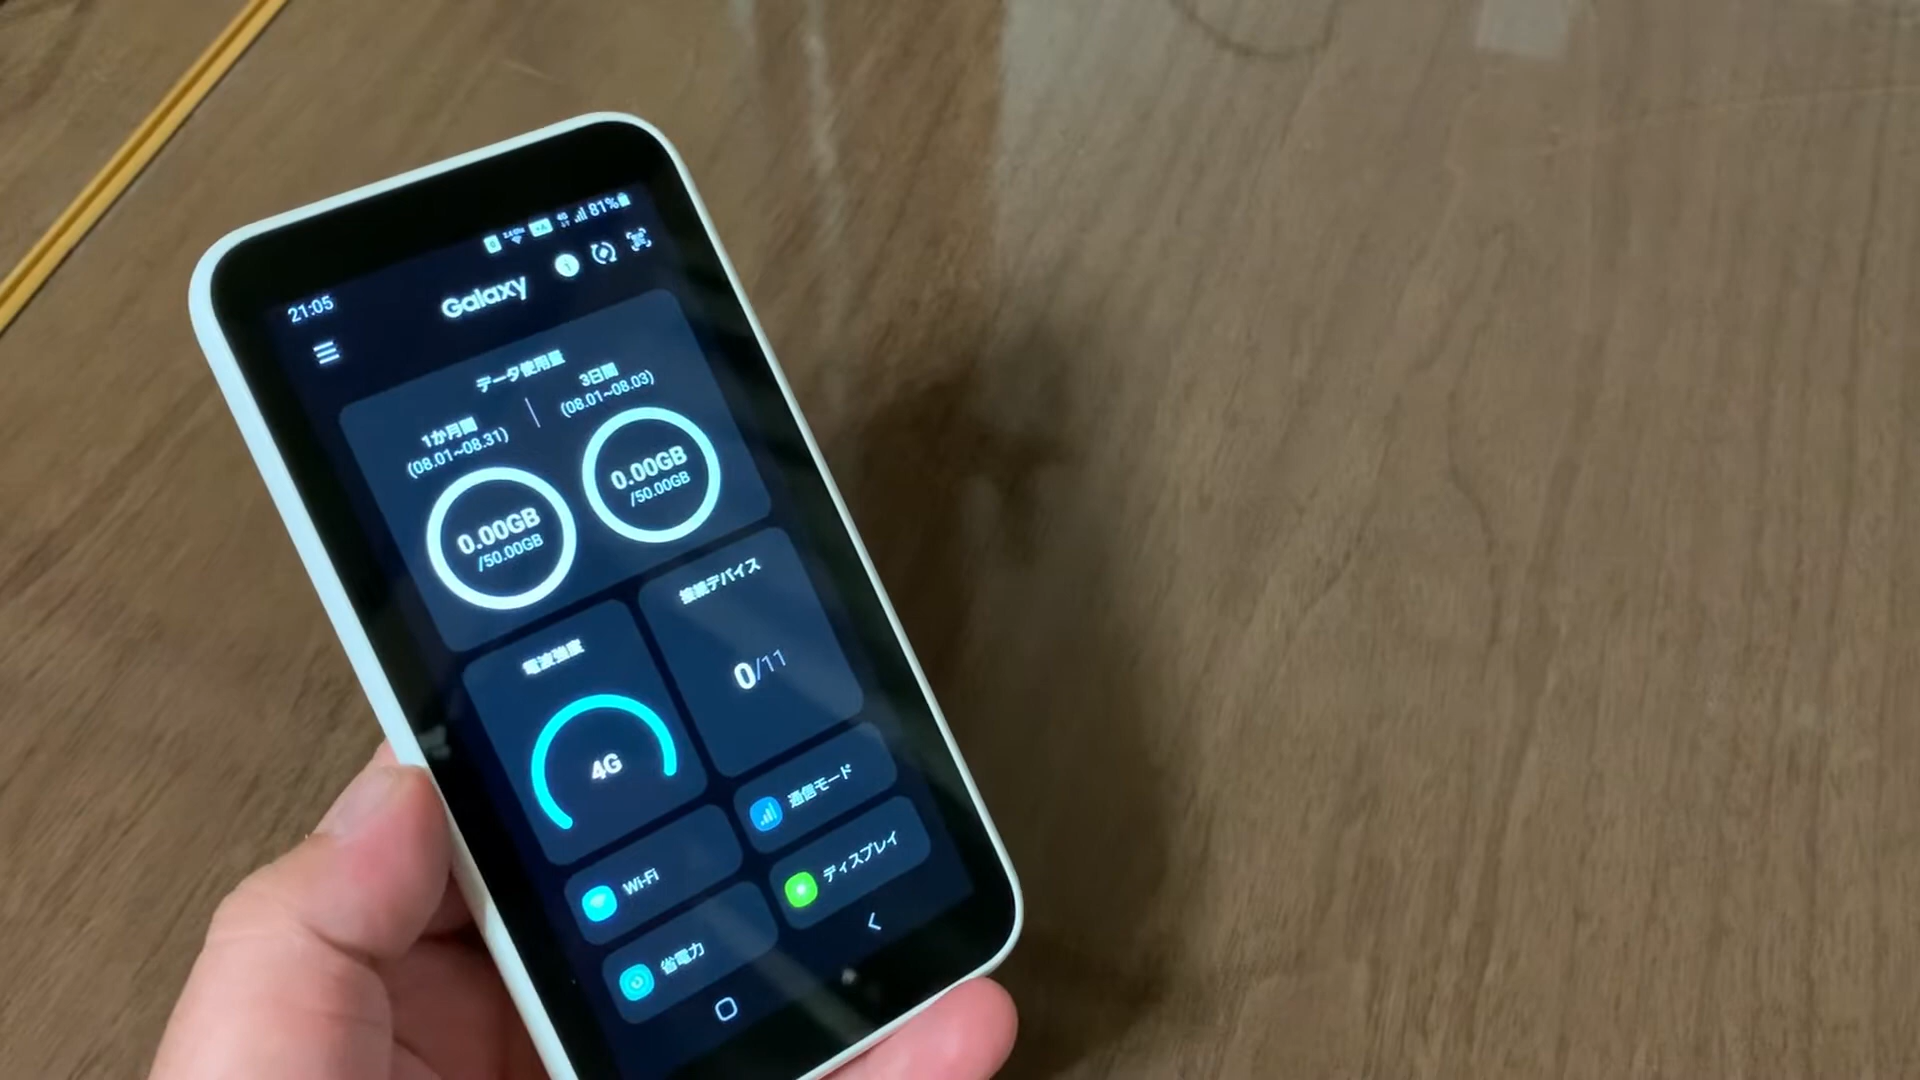 21:05
81%
Galaxy
データ使用量
1か月間
(08.01~08.31)
3日間
(08.01~08.03)
0.00GB
/50.00GB
0.00GB
/50.00GB
電波強度
4G
接続デバイス
0/11
Wi-Fi
通信モード
省電力
ディスプレイ